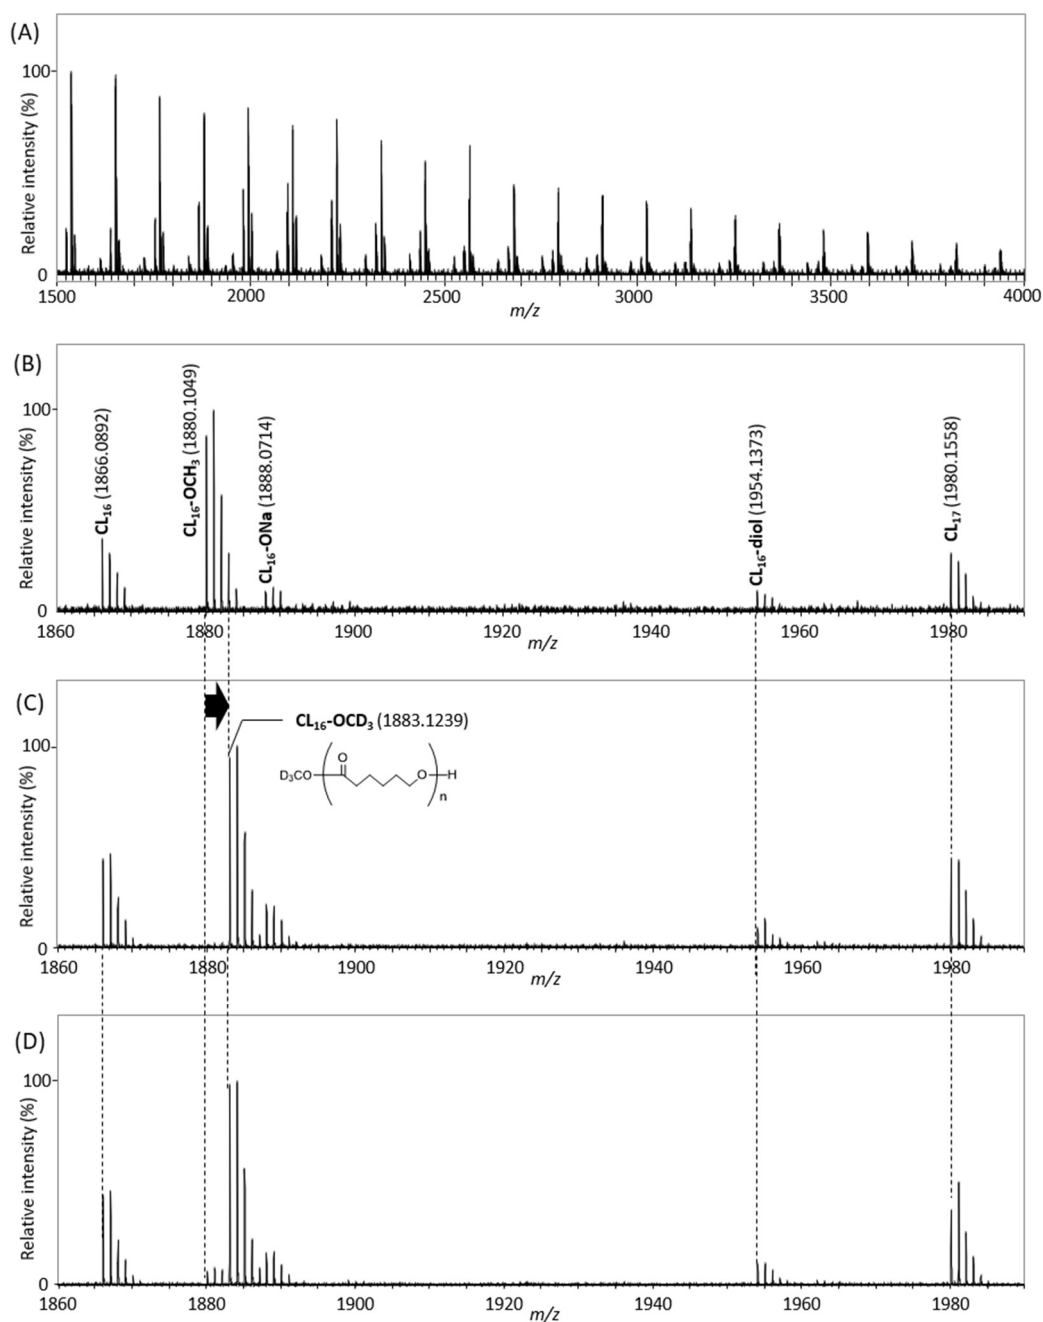 (A)
100
Relative intensity (%)
0
1500 2000 2500 3000 3500 4000
m/z
(B)
100
Relative intensity (%)
CL16 (1866.0892)
CL16-OCH3 (1880.1049)
CL16-ONa (1888.0714)
CL16-diol (1954.1373)
CL17 (1980.1558)
0
1860 1880 1900 1920 1940 1960 1980
m/z
(C)
CL16-OCD3 (1883.1239)
100
Relative intensity (%)
O
D3CO O H
n
0
1860 1880 1900 1920 1940 1960 1980
m/z
(D)
100
Relative intensity (%)
0
1860 1880 1900 1920 1940 1960 1980
m/z